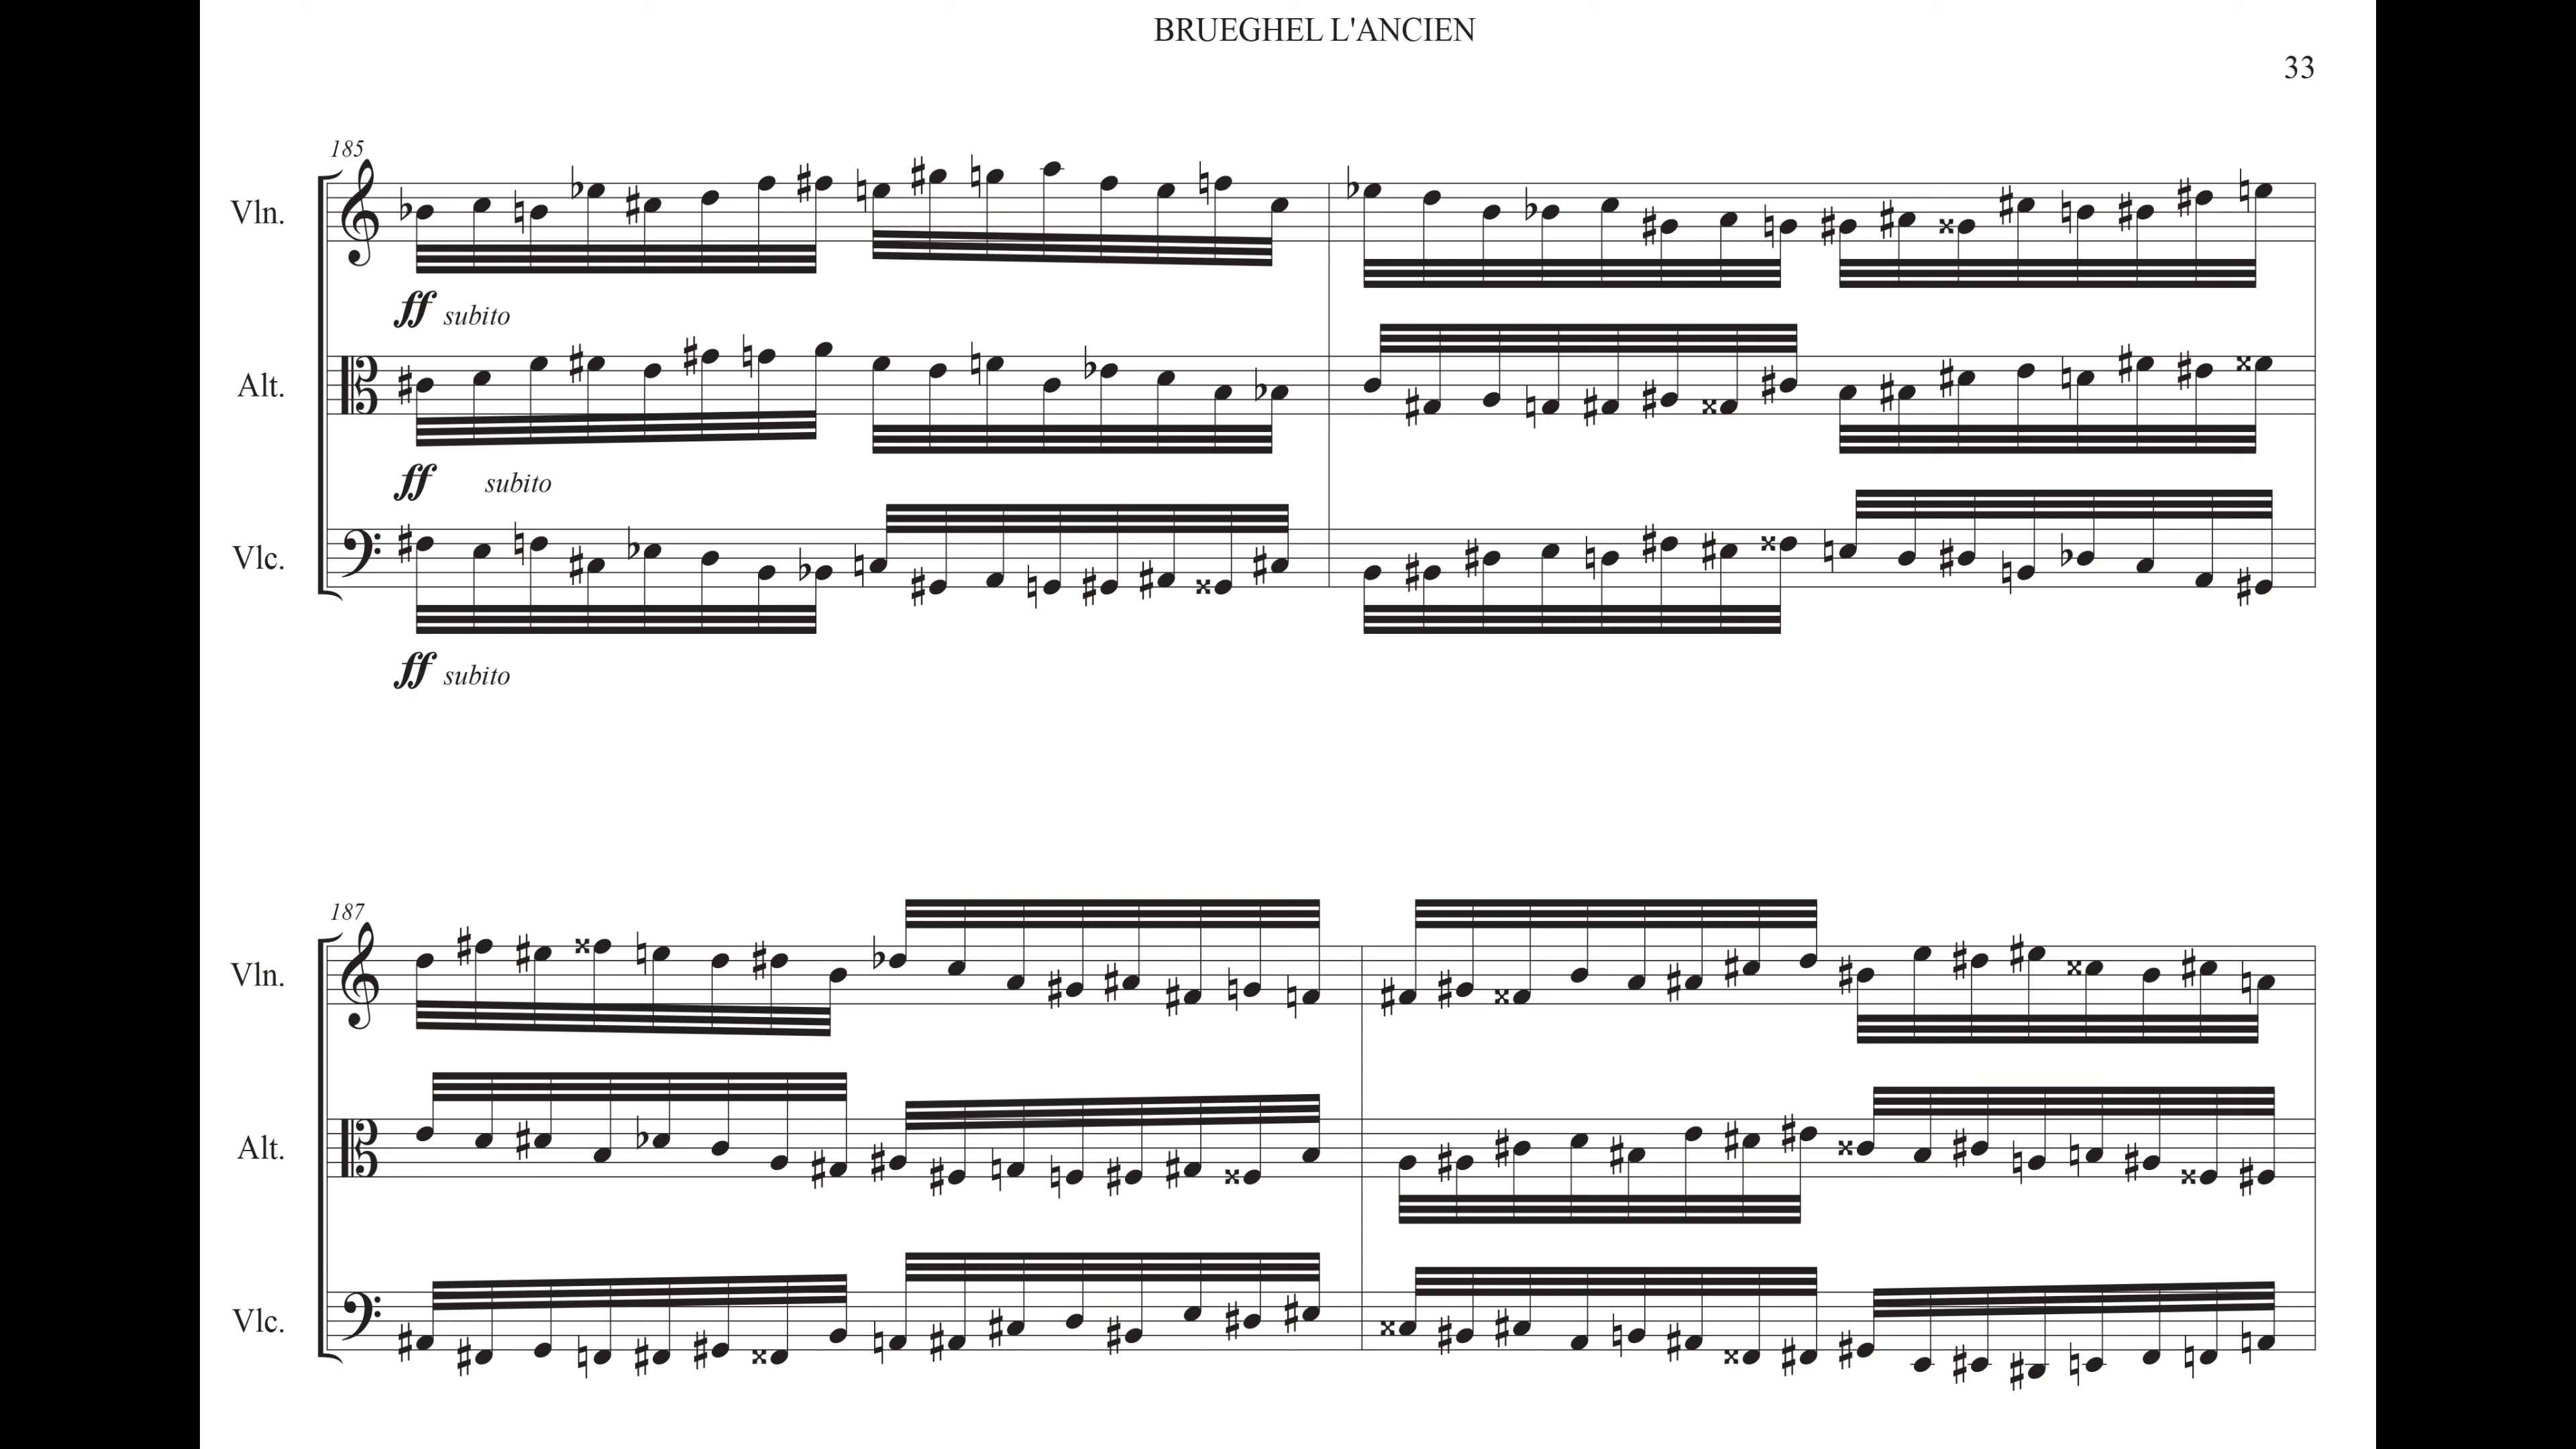 BRUEGHEL L'ANCIEN
33
185
Vln.
ff subito
Alt.
ff subito
Vlc.
ff subito
187
Vln.
Alt.
Vlc.